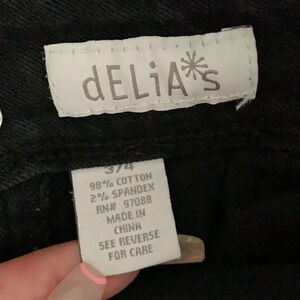 dELiA*s
3/4
98% COTTON
2% SPANDEX
RN# 97088
MADE IN
CHINA
SEE REVERSE
FOR CARE